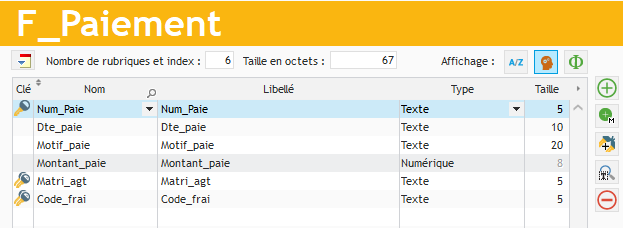 F_Paiement
Nombre de rubriques et index : 6 Taille en octets : 67 Affichage : A/Z Φ
Clé Nom Libellé Type Taille
Num_Paie Num_Paie Texte 5
Dte_paie Dte_paie Texte 10
Motif_paie Motif_paie Texte 20
Montant_paie Montant_paie Numérique 8
Matri_agt Matri_agt Texte 5
Code_frai Code_frai Texte 5
M